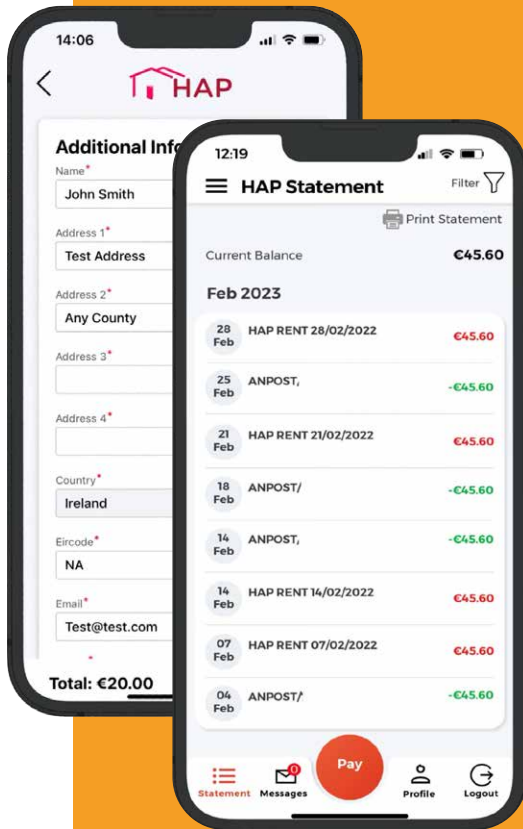 14:06
HAP
Additional Info
Name*
John Smith
Address 1*
Test Address
Address 2*
Any County
Address 3*
Address 4*
Country*
Ireland
Eircode*
NA
Email*
Test@test.com
Total: €20.00
12:19
HAP Statement
Filter
Print Statement
Current Balance €45.60
Feb 2023
28 Feb HAP RENT 28/02/2022 €45.60
25 Feb ANPOST, -€45.60
21 Feb HAP RENT 21/02/2022 €45.60
18 Feb ANPOST/ -€45.60
14 Feb ANPOST, -€45.60
14 Feb HAP RENT 14/02/2022 €45.60
07 Feb HAP RENT 07/02/2022 €45.60
04 Feb ANPOST/* -€45.60
0
Pay
Statement Messages Profile Logout